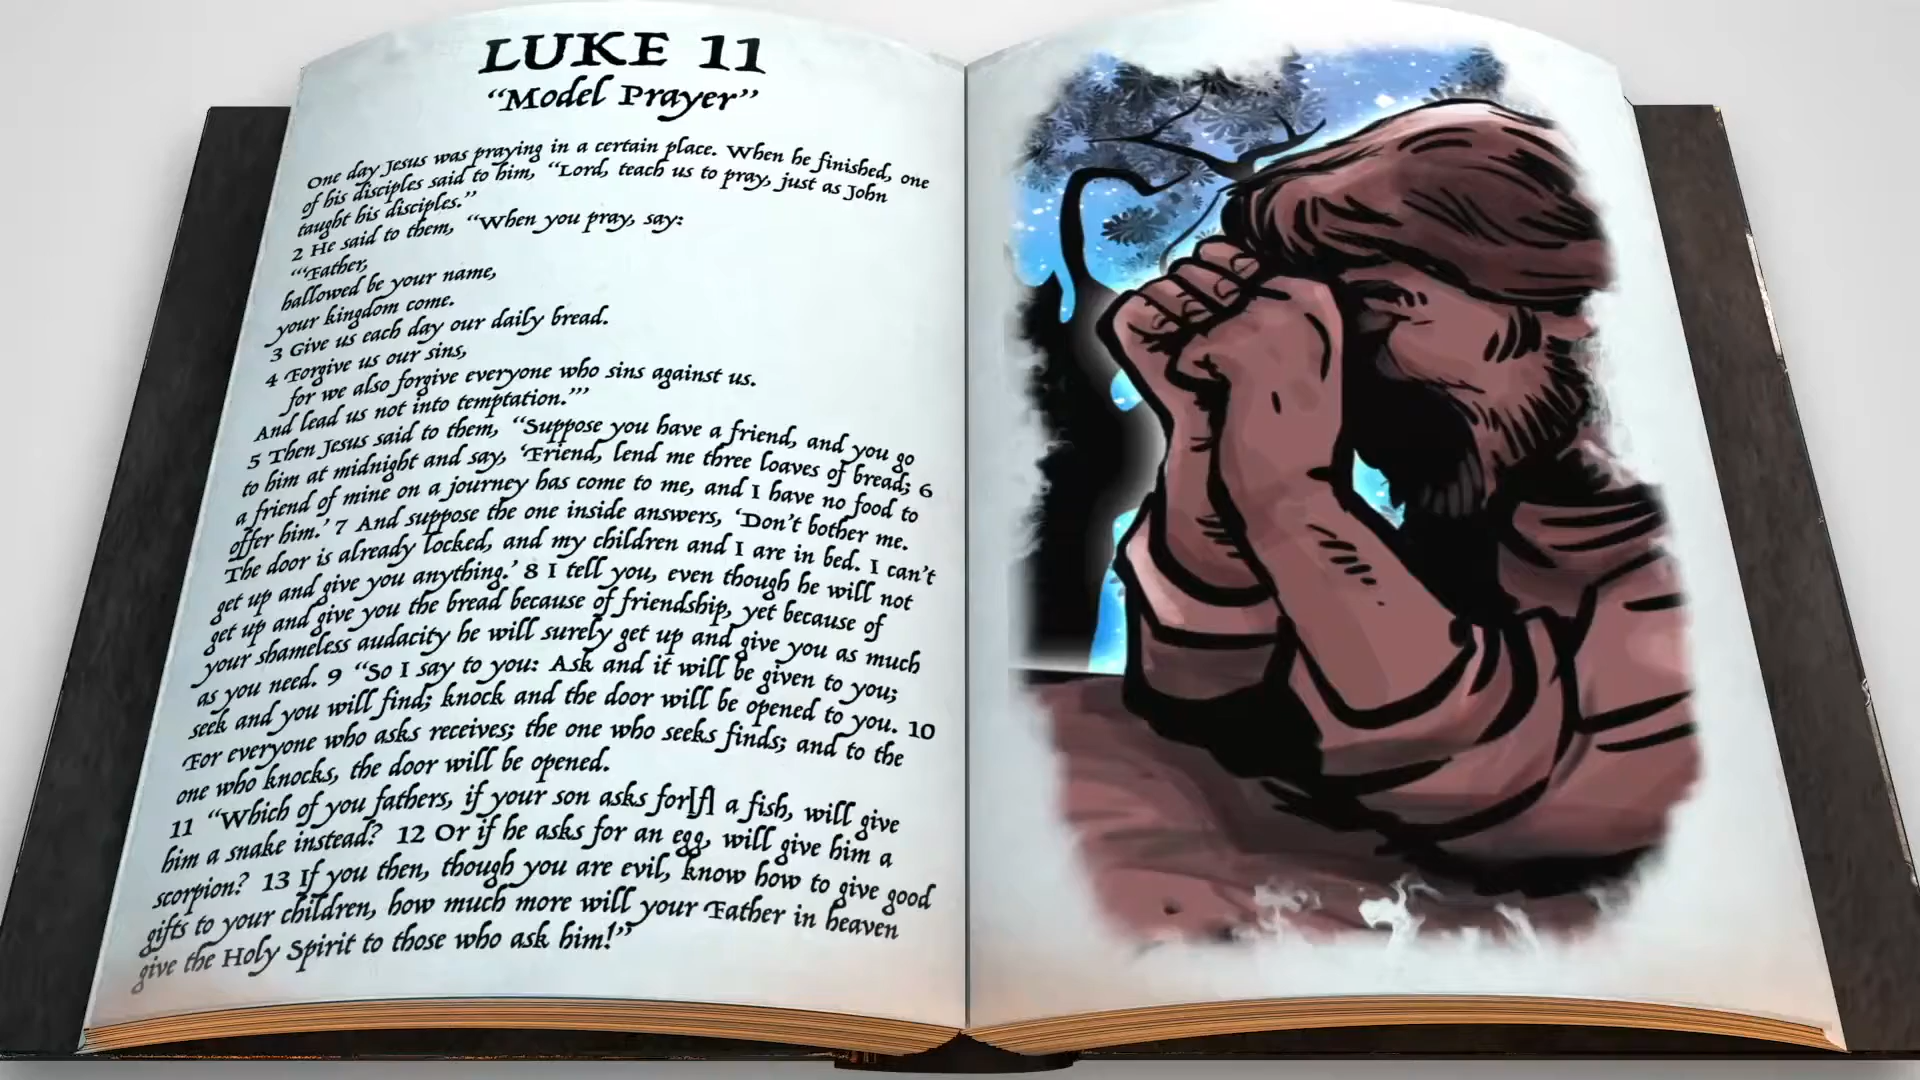 LUKE 11
“Model Prayer”
One day Jesus was praying in a certain place. When he finished, one
of his disciples said to him, “Lord, teach us to pray, just as John
taught his disciples.”
2 He said to them, “When you pray, say:
“‘Father,
hallowed be your name,
your kingdom come.
3 Give us each day our daily bread.
4 Forgive us our sins,
for we also forgive everyone who sins against us.
And lead us not into temptation.’”
5 Then Jesus said to them, “Suppose you have a friend, and you go
to him at midnight and say, ‘Friend, lend me three loaves of bread; 6
a friend of mine on a journey has come to me, and I have no food to
offer him.’ 7 And suppose the one inside answers, ‘Don’t bother me.
The door is already locked, and my children and I are in bed. I can’t
get up and give you anything.’ 8 I tell you, even though he will not
get up and give you the bread because of friendship, yet because of
your shameless audacity he will surely get up and give you as much
as you need. 9 “So I say to you: Ask and it will be given to you;
seek and you will find; knock and the door will be opened to you. 10
For everyone who asks receives; the one who seeks finds; and to the
one who knocks, the door will be opened.
11 “Which of you fathers, if your son asks for[f] a fish, will give
him a snake instead? 12 Or if he asks for an egg, will give him a
scorpion? 13 If you then, though you are evil, know how to give good
gifts to your children, how much more will your Father in heaven
give the Holy Spirit to those who ask him!”